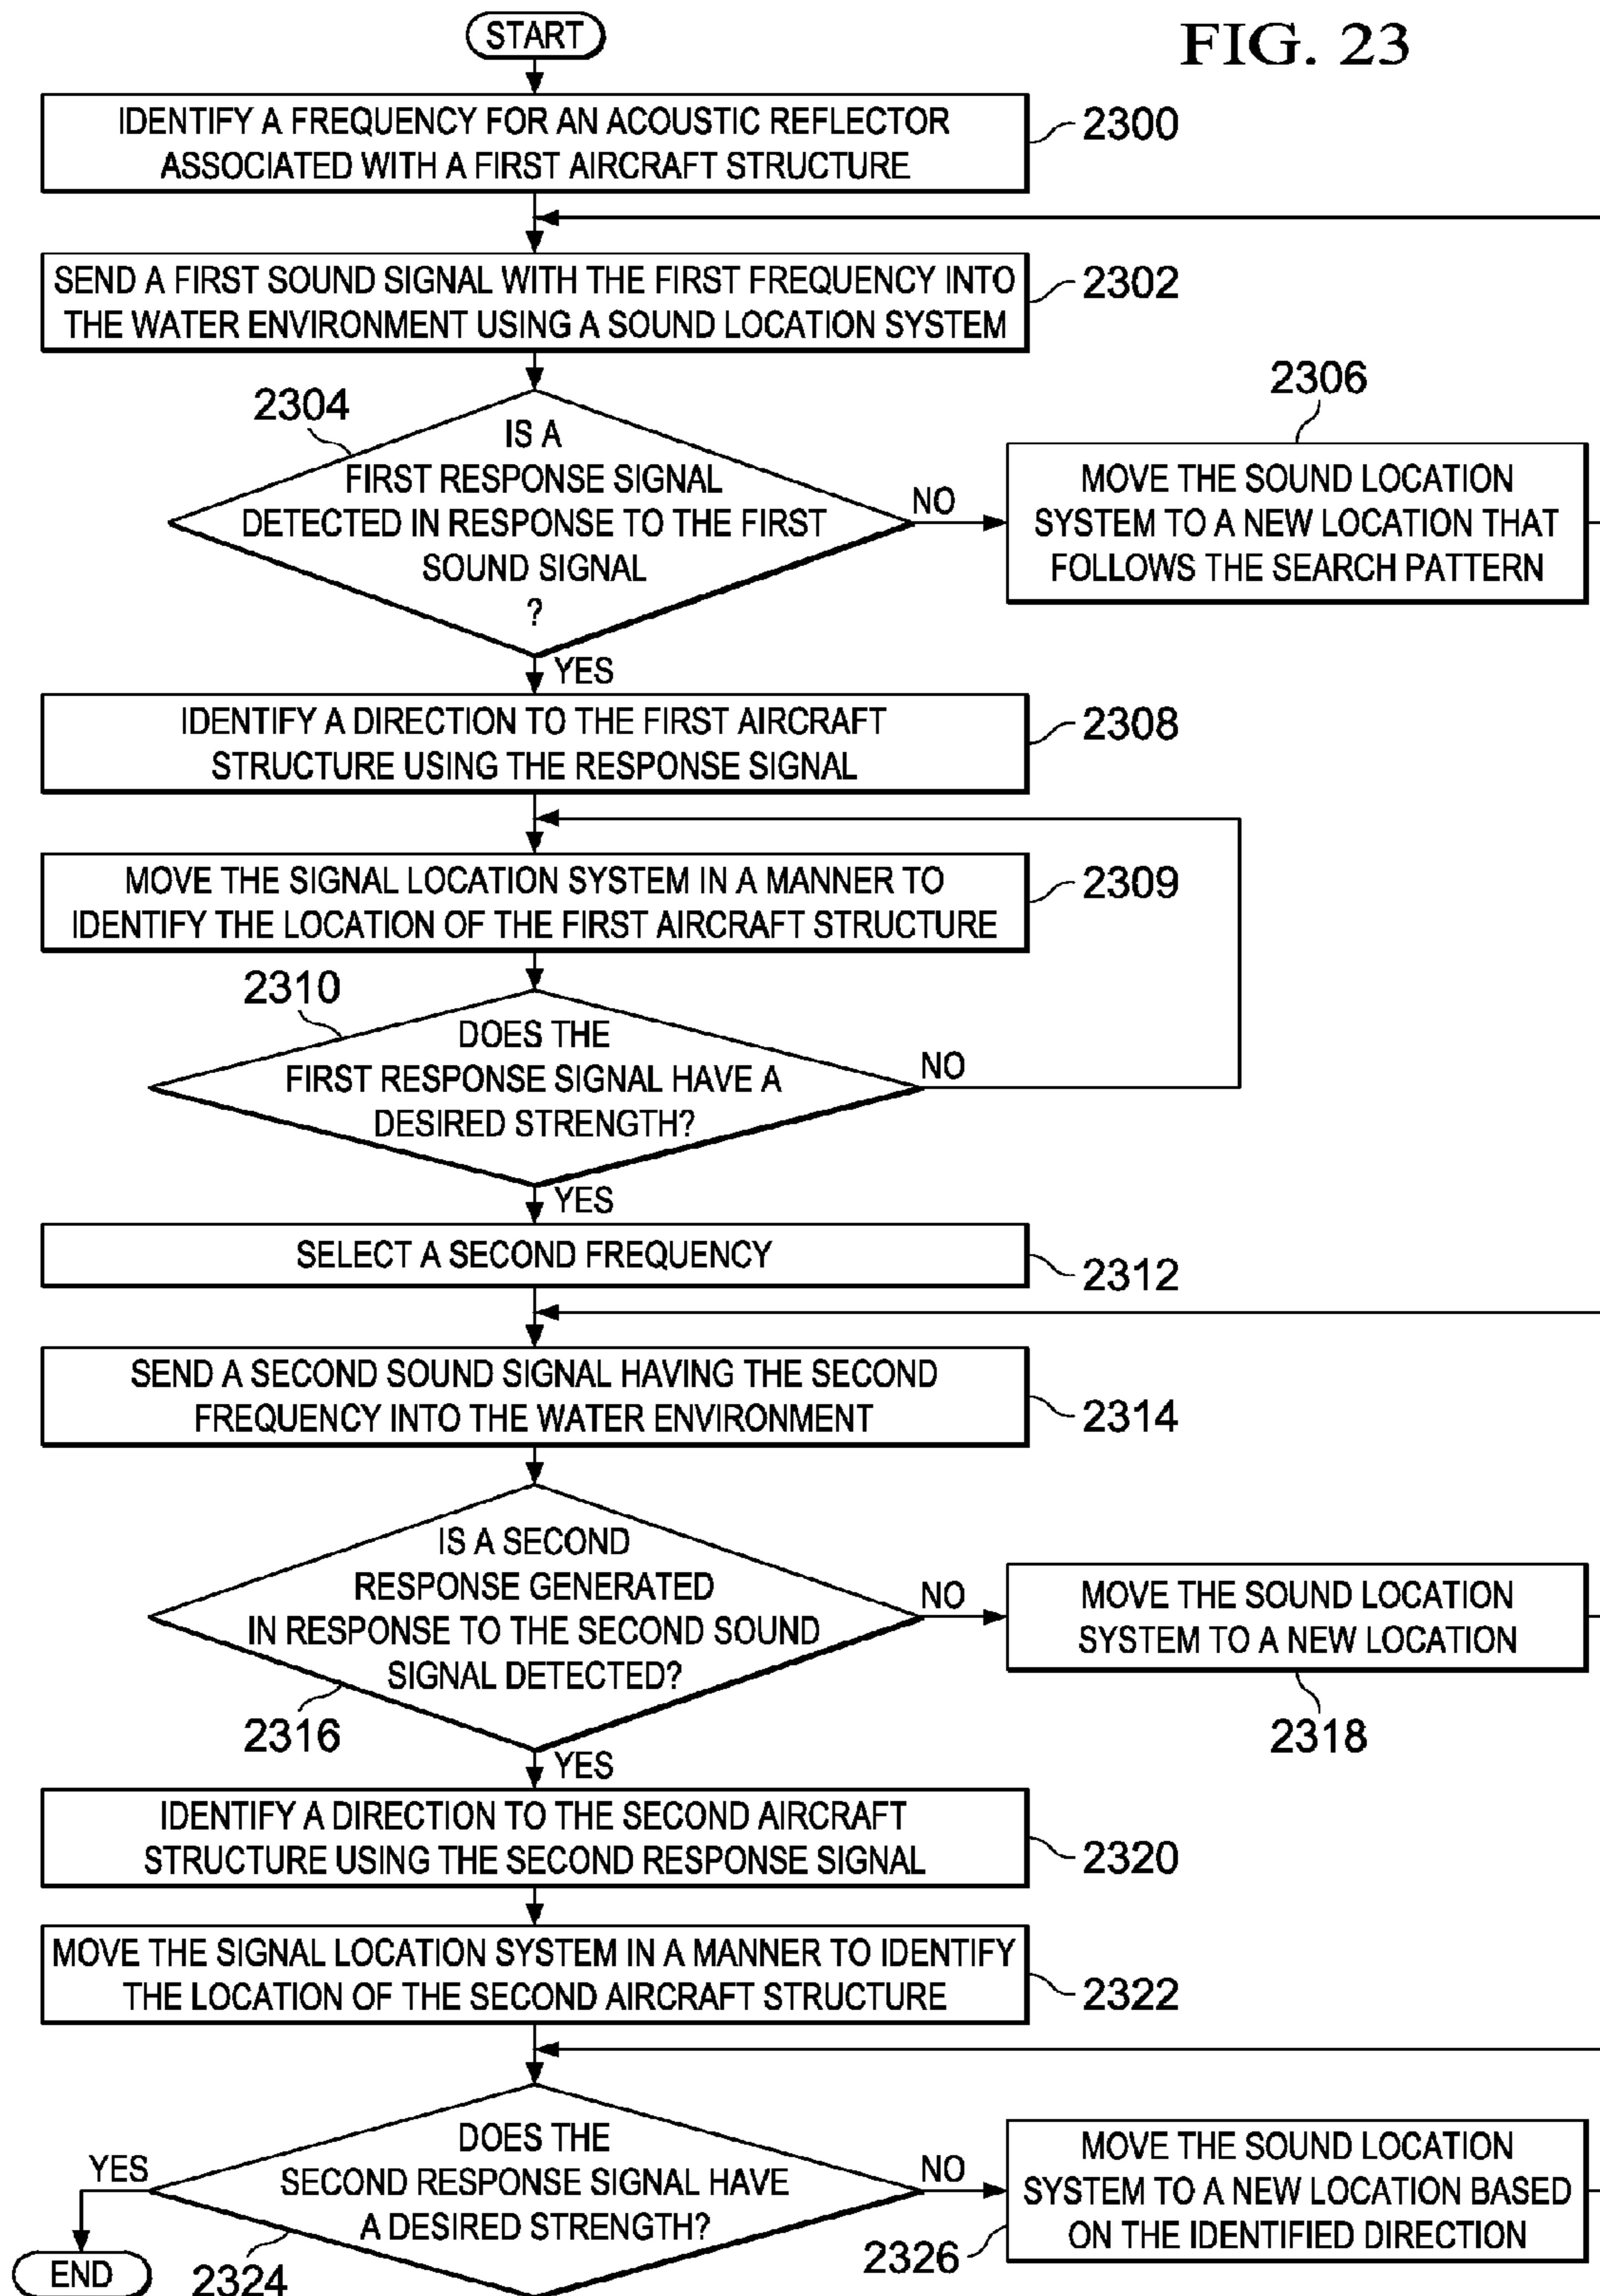 FIG. 23
START
IDENTIFY A FREQUENCY FOR AN ACOUSTIC REFLECTOR
ASSOCIATED WITH A FIRST AIRCRAFT STRUCTURE
2300
SEND A FIRST SOUND SIGNAL WITH THE FIRST FREQUENCY INTO
THE WATER ENVIRONMENT USING A SOUND LOCATION SYSTEM
2302
2304
IS A
FIRST RESPONSE SIGNAL
DETECTED IN RESPONSE TO THE FIRST
SOUND SIGNAL
?
NO
2306
MOVE THE SOUND LOCATION
SYSTEM TO A NEW LOCATION THAT
FOLLOWS THE SEARCH PATTERN
YES
IDENTIFY A DIRECTION TO THE FIRST AIRCRAFT
STRUCTURE USING THE RESPONSE SIGNAL
2308
MOVE THE SIGNAL LOCATION SYSTEM IN A MANNER TO
IDENTIFY THE LOCATION OF THE FIRST AIRCRAFT STRUCTURE
2309
2310
DOES THE
FIRST RESPONSE SIGNAL HAVE A
DESIRED STRENGTH?
NO
YES
SELECT A SECOND FREQUENCY
2312
SEND A SECOND SOUND SIGNAL HAVING THE SECOND
FREQUENCY INTO THE WATER ENVIRONMENT
2314
IS A SECOND
RESPONSE GENERATED
IN RESPONSE TO THE SECOND SOUND
SIGNAL DETECTED?
2316
NO
MOVE THE SOUND LOCATION
SYSTEM TO A NEW LOCATION
2318
YES
IDENTIFY A DIRECTION TO THE SECOND AIRCRAFT
STRUCTURE USING THE SECOND RESPONSE SIGNAL
2320
MOVE THE SIGNAL LOCATION SYSTEM IN A MANNER TO IDENTIFY
THE LOCATION OF THE SECOND AIRCRAFT STRUCTURE
2322
DOES THE
SECOND RESPONSE SIGNAL HAVE
A DESIRED STRENGTH?
2324
YES
END
NO
MOVE THE SOUND LOCATION
SYSTEM TO A NEW LOCATION BASED
ON THE IDENTIFIED DIRECTION
2326